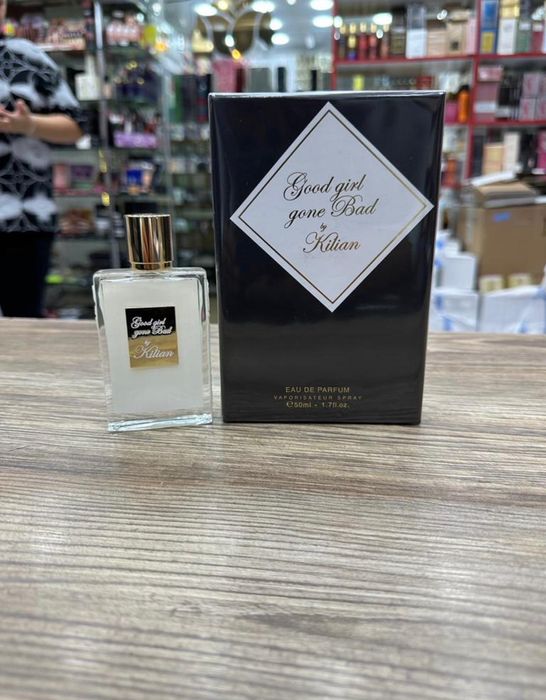 Good girl
gone Bad
by
Kilian
EAU DE PARFUM
VAPORISATEUR SPRAY
℮50ml - 1.7fl.oz.
Good girl
gone Bad
by
Kilian